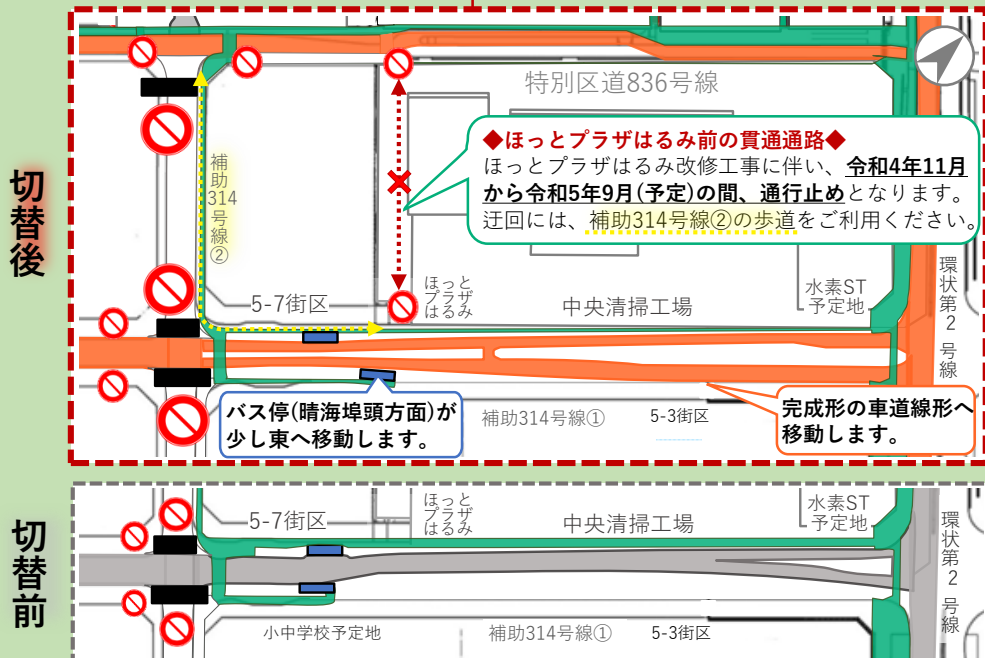 切替後
特別区道836号線
◆ほっとプラザはるみ前の貫通通路◆
ほっとプラザはるみ改修工事に伴い、令和4年11月
から令和5年9月(予定)の間、通行止めとなります。
迂回には、補助314号線②の歩道をご利用ください。
補助314号線②
5-7街区
ほっと
プラザ
はるみ
中央清掃工場
水素ST
予定地
環状第2号線
バス停(晴海埠頭方面)が
少し東へ移動します。
補助314号線①
5-3街区
完成形の車道線形へ
移動します。
切替前
5-7街区
ほっと
プラザ
はるみ
中央清掃工場
水素ST
予定地
環状第2号線
小中学校予定地
補助314号線①
5-3街区